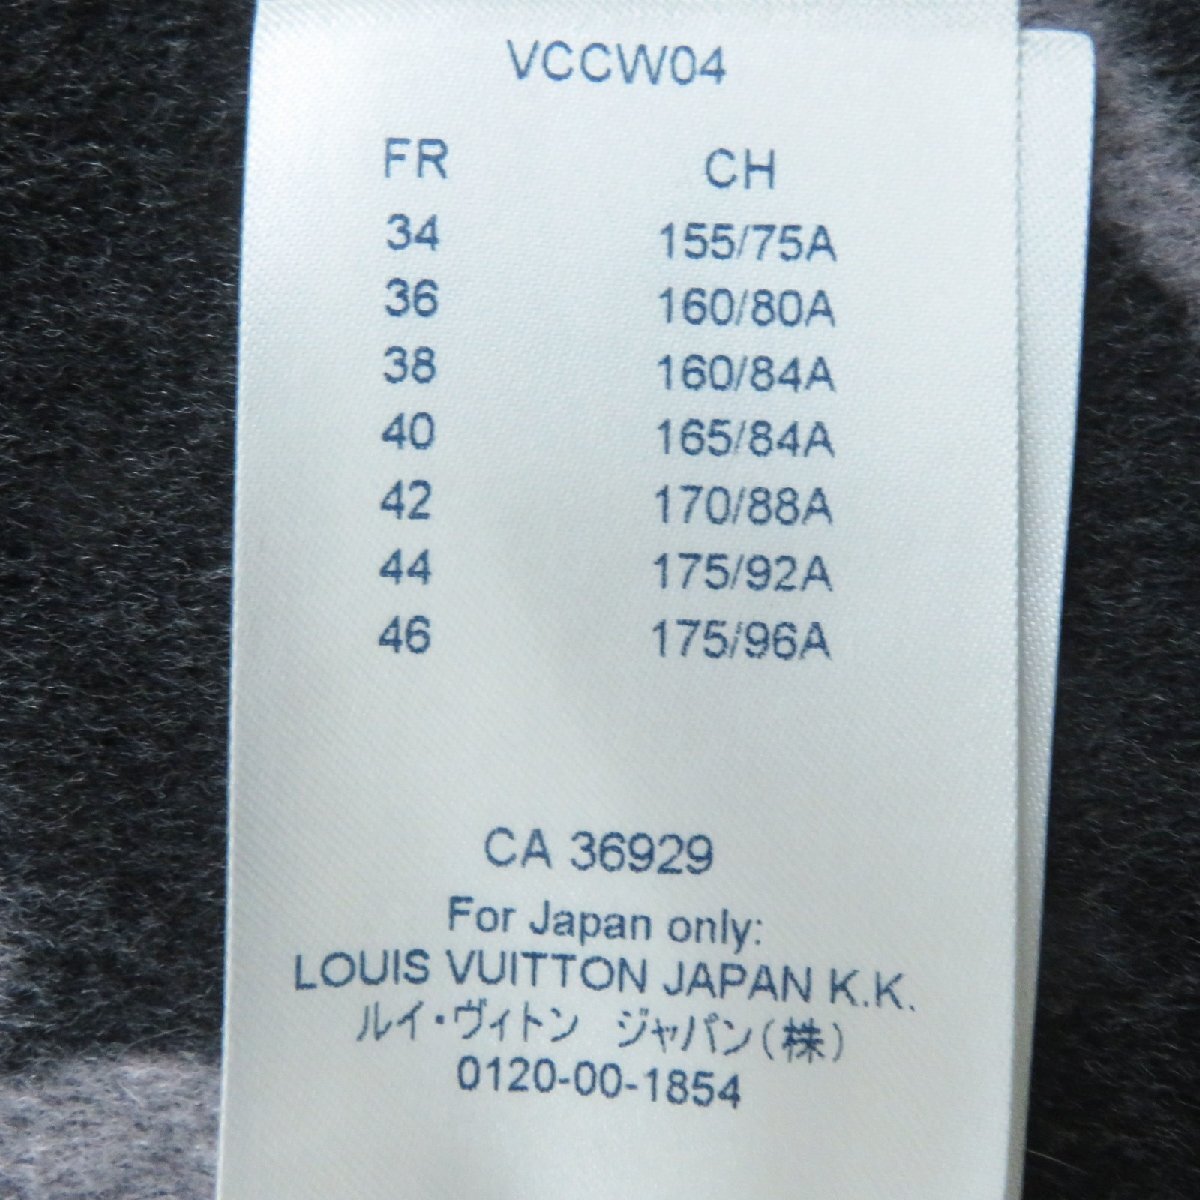 VCCW04
FR CH
34 155/75A
36 160/80A
38 160/84A
40 165/84A
42 170/88A
44 175/92A
46 175/96A
CA 36929
For Japan only:
LOUIS VUITTON JAPAN K.K.
ルイ・ヴィトン ジャパン(株)
0120-00-1854